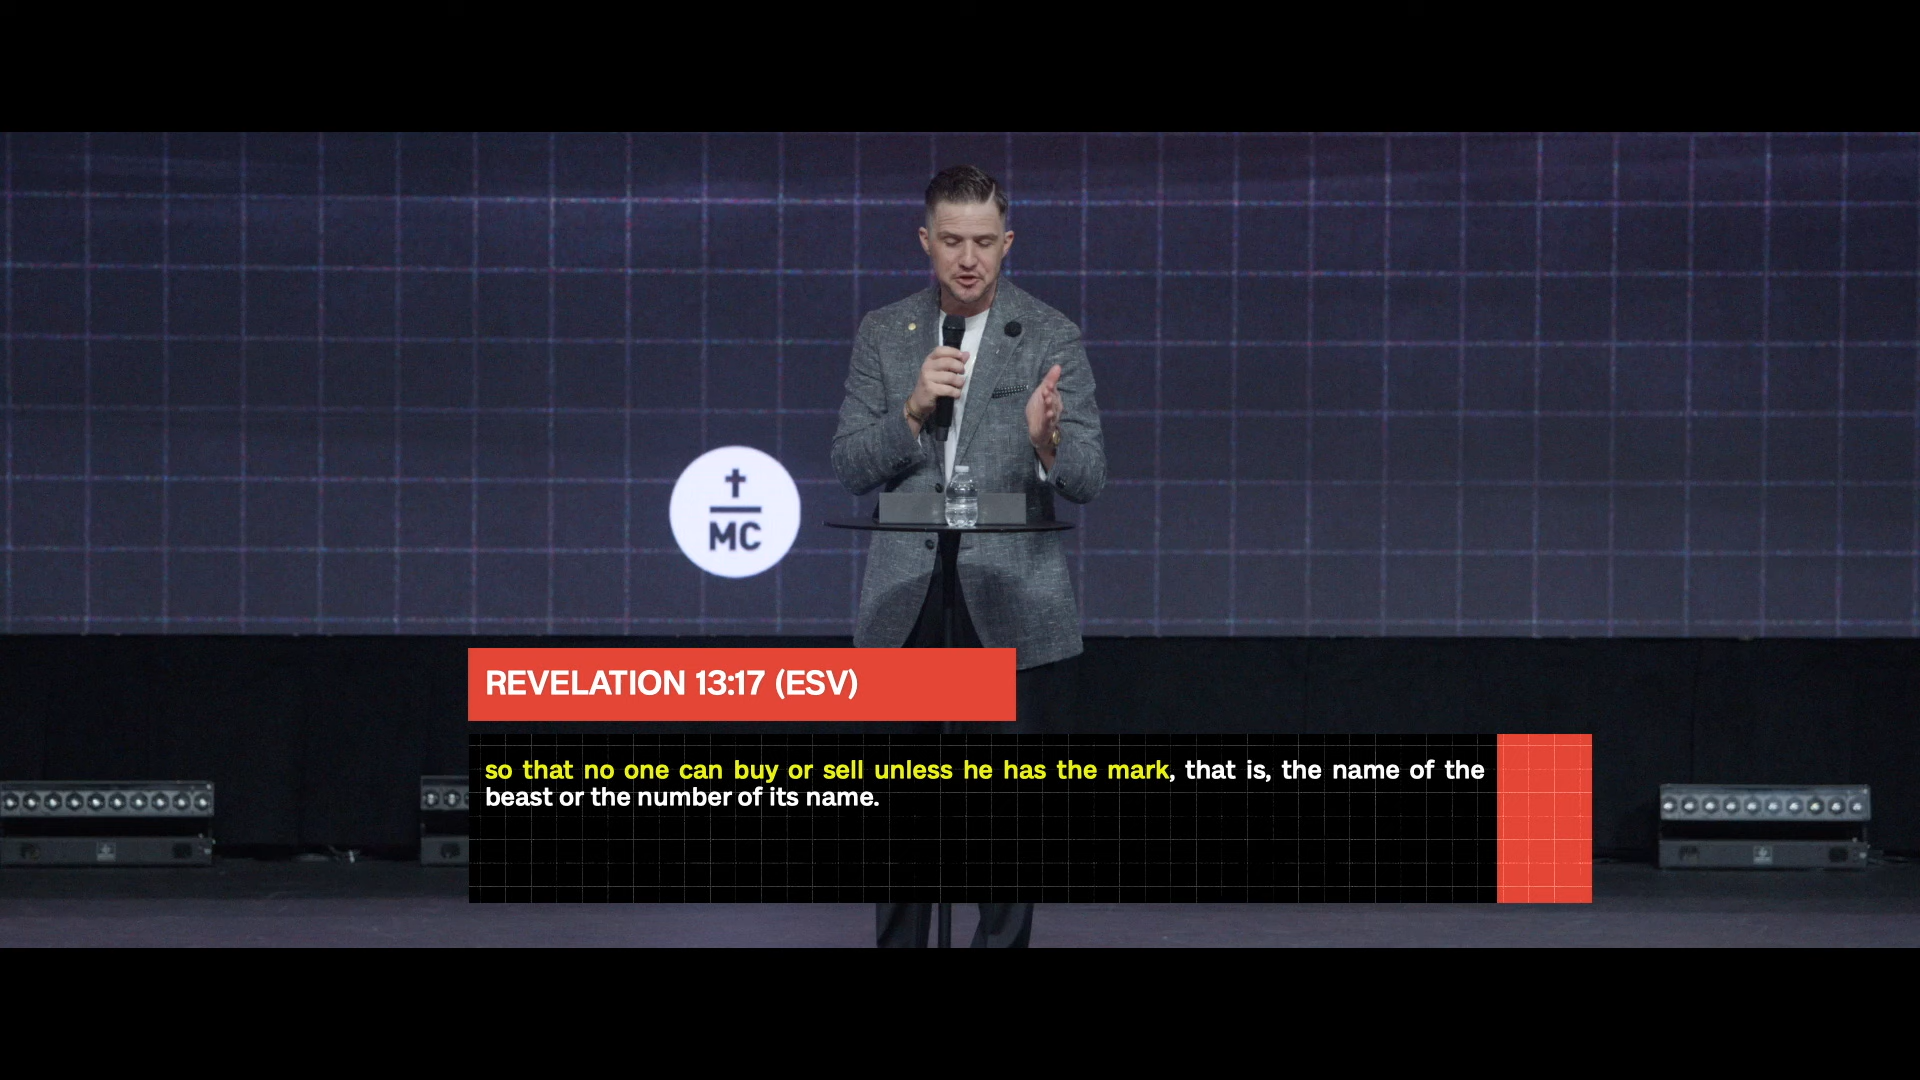 MC
REVELATION 13:17 (ESV)
so that no one can buy or sell unless he has the mark, that is, the name of the
beast or the number of its name.